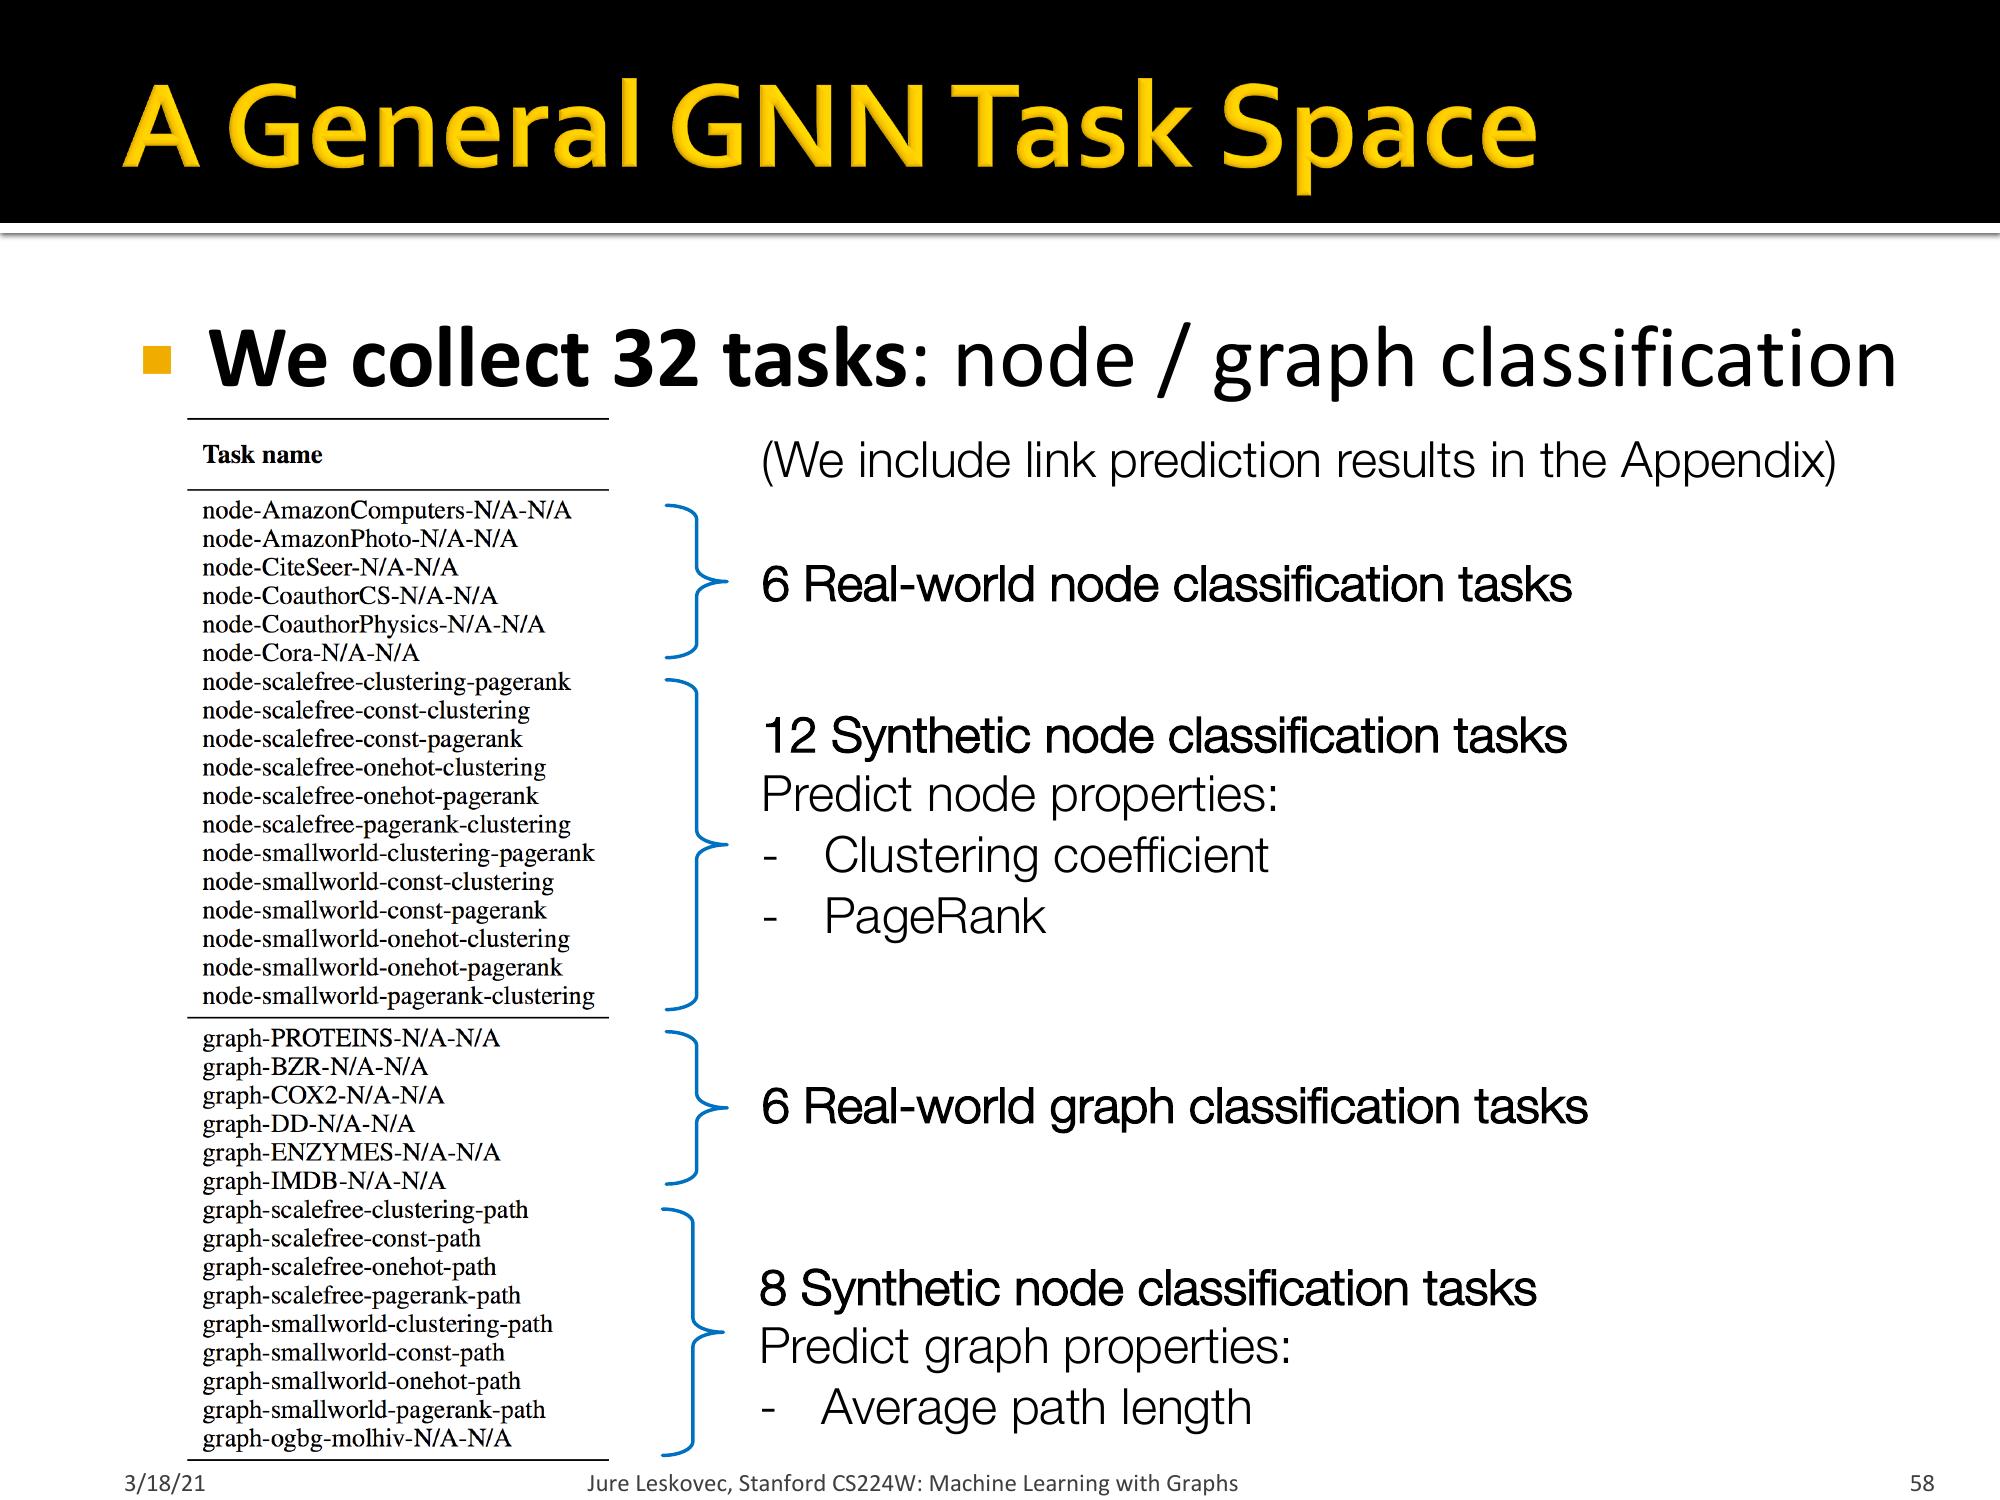 A General GNN Task Space
We collect 32 tasks: node / graph classification
Task name
(We include link prediction results in the Appendix)
node-AmazonComputers-N/A-N/A
node-AmazonPhoto-N/A-N/A
node-CiteSeer-N/A-N/A
node-CoauthorCS-N/A-N/A
node-CoauthorPhysics-N/A-N/A
node-Cora-N/A-N/A
6 Real-world node classification tasks
node-scalefree-clustering-pagerank
node-scalefree-const-clustering
node-scalefree-const-pagerank
node-scalefree-onehot-clustering
node-scalefree-onehot-pagerank
node-scalefree-pagerank-clustering
node-smallworld-clustering-pagerank
node-smallworld-const-clustering
node-smallworld-const-pagerank
node-smallworld-onehot-clustering
node-smallworld-onehot-pagerank
node-smallworld-pagerank-clustering
12 Synthetic node classification tasks
Predict node properties:
- Clustering coefficient
- PageRank
graph-PROTEINS-N/A-N/A
graph-BZR-N/A-N/A
graph-COX2-N/A-N/A
graph-DD-N/A-N/A
graph-ENZYMES-N/A-N/A
graph-IMDB-N/A-N/A
6 Real-world graph classification tasks
graph-scalefree-clustering-path
graph-scalefree-const-path
graph-scalefree-onehot-path
graph-scalefree-pagerank-path
graph-smallworld-clustering-path
graph-smallworld-const-path
graph-smallworld-onehot-path
graph-smallworld-pagerank-path
graph-ogbg-molhiv-N/A-N/A
8 Synthetic node classification tasks
Predict graph properties:
- Average path length
3/18/21
Jure Leskovec, Stanford CS224W: Machine Learning with Graphs
58